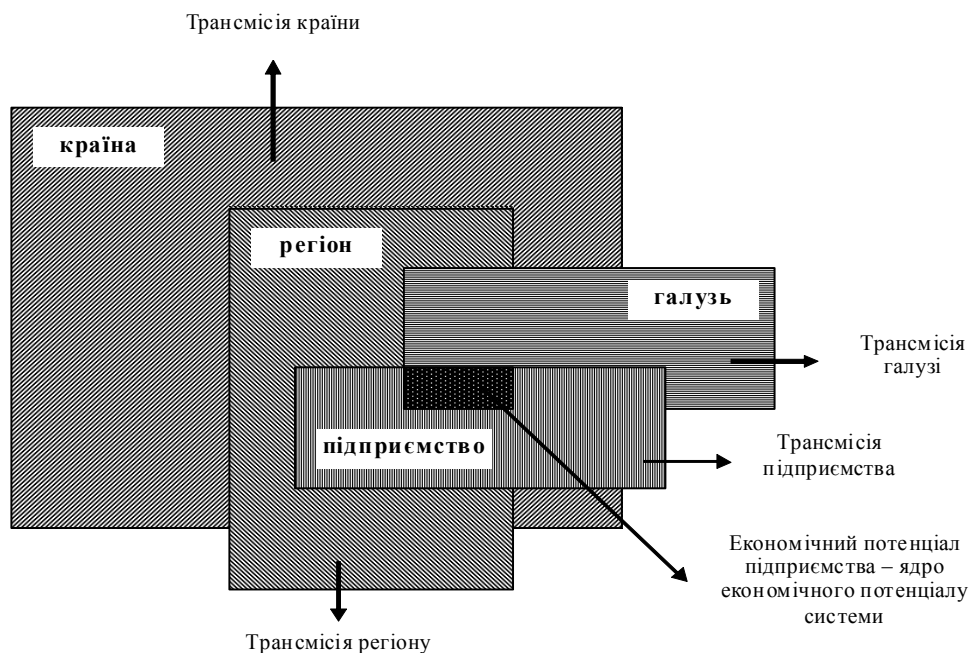 Трансмісія країни
країна
регіон
галузь
Трансмісія
галузі
підприємство
Трансмісія
підприємства
Економічний потенціал
підприємства – ядро
економічного потенціалу
системи
Трансмісія регіону